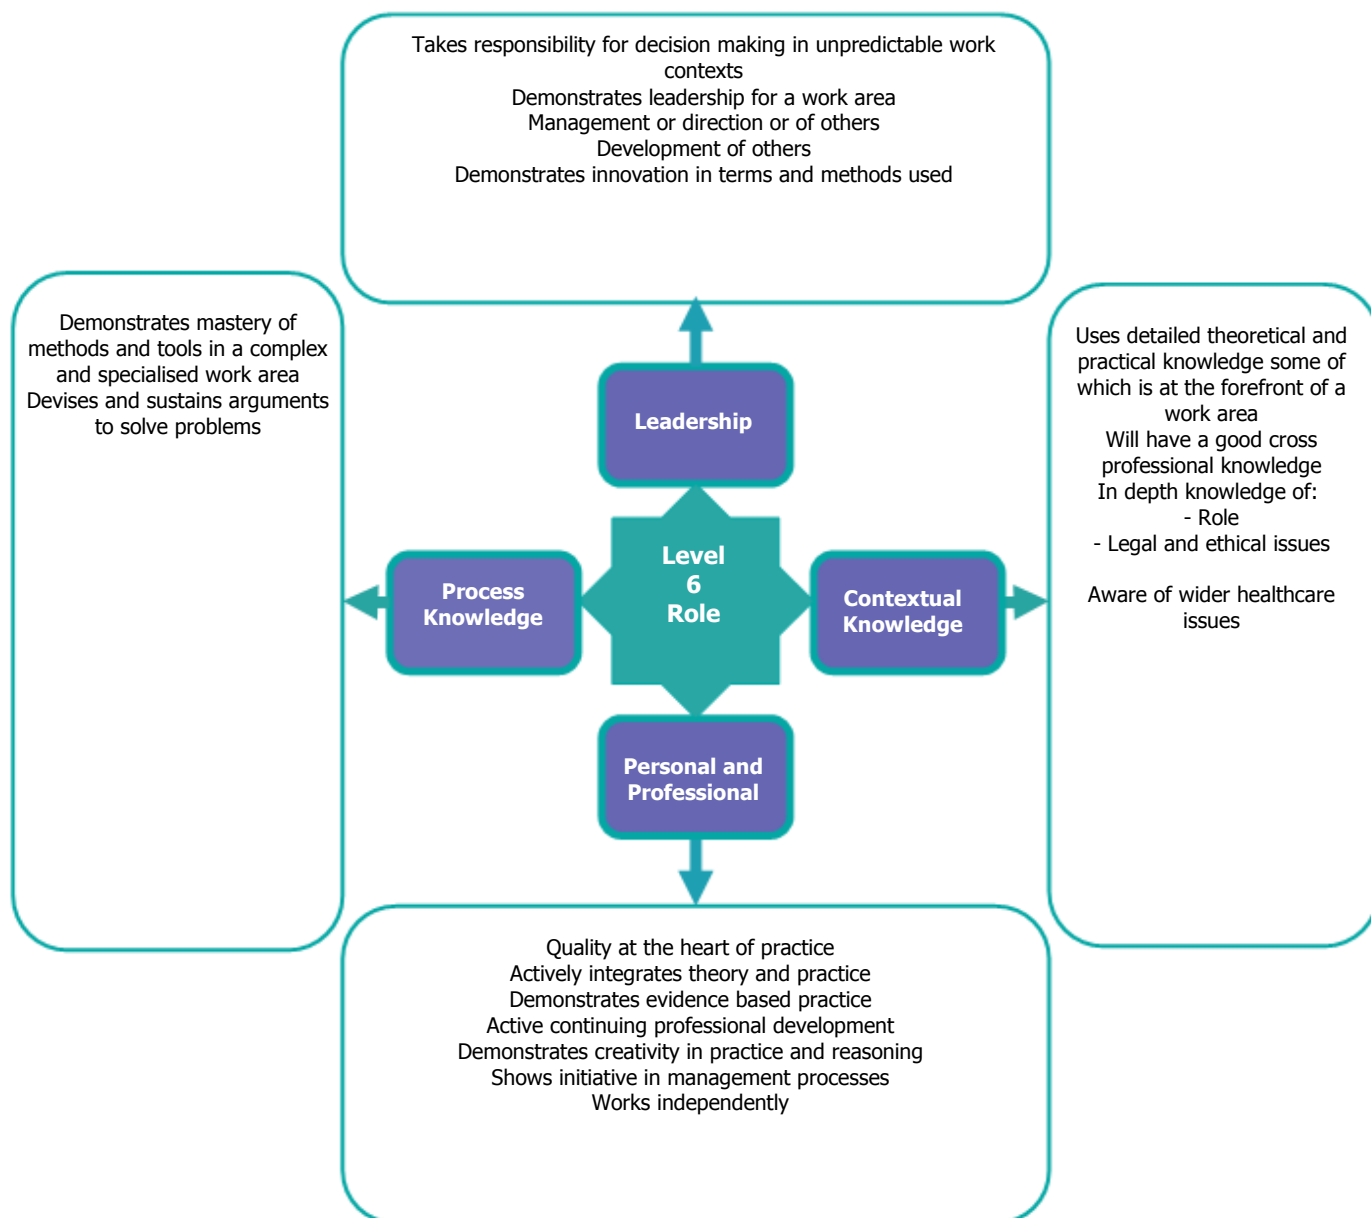 Takes responsibility for decision making in unpredictable work
contexts
Demonstrates leadership for a work area
Management or direction or of others
Development of others
Demonstrates innovation in terms and methods used
Demonstrates mastery of
methods and tools in a complex
and specialised work area
Devises and sustains arguments
to solve problems
Leadership
Process
Knowledge
Level
6
Role
Contextual
Knowledge
Personal and
Professional
Uses detailed theoretical and
practical knowledge some of
which is at the forefront of a
work area
Will have a good cross
professional knowledge
In depth knowledge of:
- Role
- Legal and ethical issues
Aware of wider healthcare
issues
Quality at the heart of practice
Actively integrates theory and practice
Demonstrates evidence based practice
Active continuing professional development
Demonstrates creativity in practice and reasoning
Shows initiative in management processes
Works independently